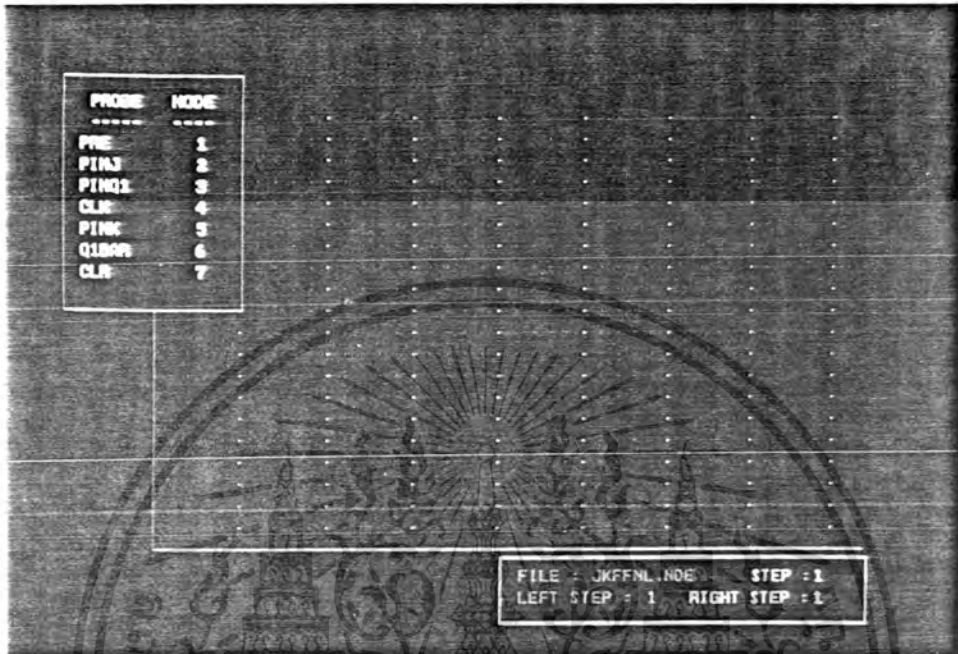 PROBE NODE
----- ----
PRE 1
PINJ 2
PINQ1 3
CLK 4
PINK 5
Q1BAR 6
CLR 7
FILE : JKFFNL.NOE STEP :1
LEFT STEP : 1 RIGHT STEP :1